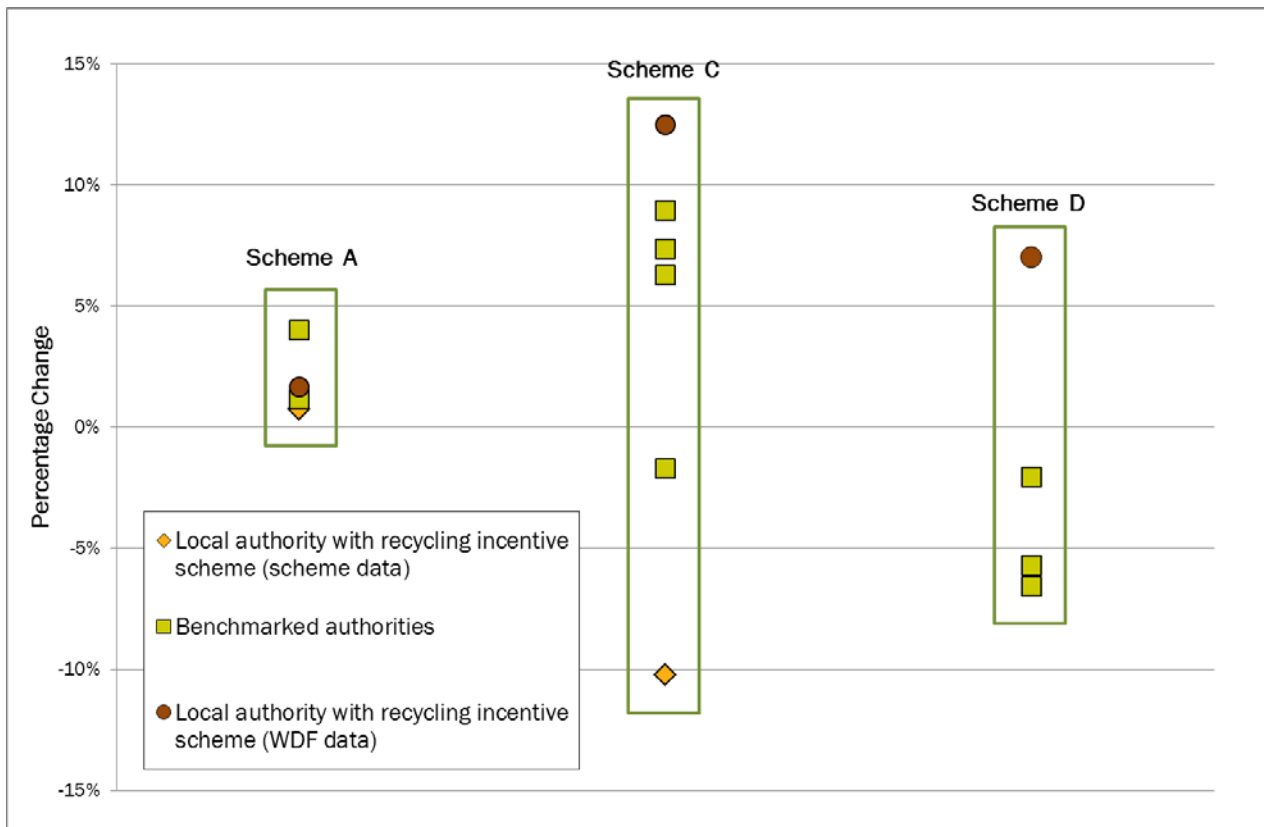 15%
10%
5%
0%
-5%
-10%
-15%
Percentage Change
Scheme A
Scheme C
Scheme D
Local authority with recycling incentive
scheme (scheme data)
Benchmarked authorities
Local authority with recycling incentive
scheme (WDF data)